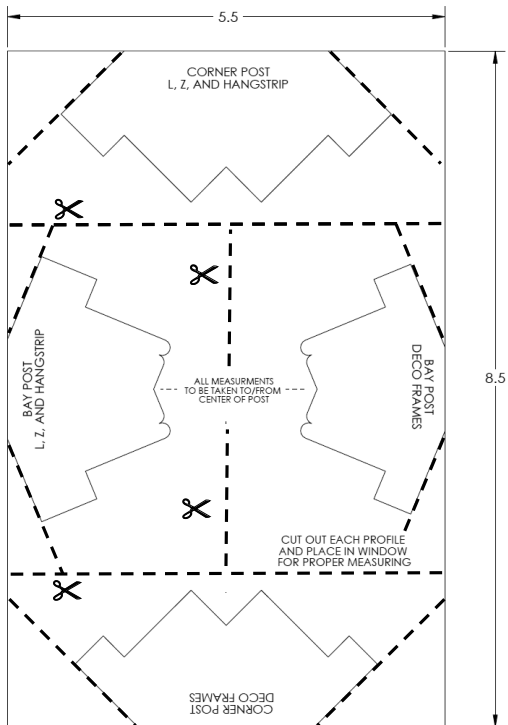 5.5
CORNER POST
L, Z, AND HANGSTRIP
BAY POST
L, Z, AND HANGSTRIP
ALL MEASURMENTS
TO BE TAKEN TO/FROM
CENTER OF POST
BAY POST
DECO FRAMES
8.5
CUT OUT EACH PROFILE
AND PLACE IN WINDOW
FOR PROPER MEASURING
CORNER POST
DECO FRAMES